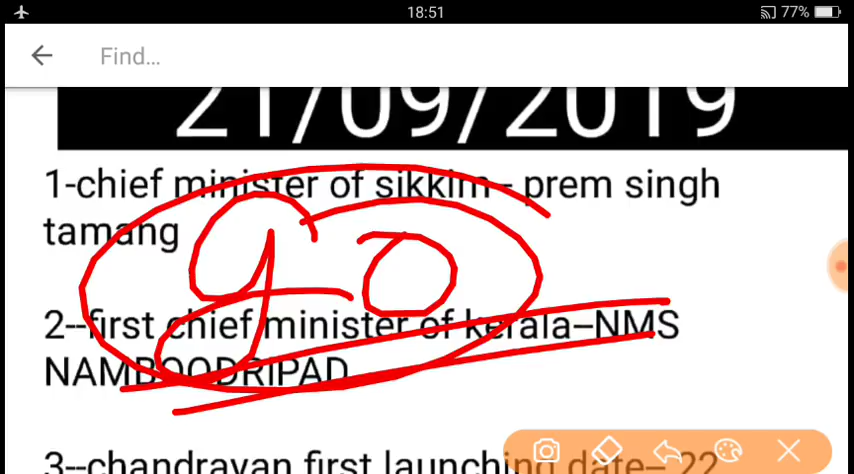 18:51
77%
Find...
21/09/2019
1-chief minister of sikkim - prem singh
tamang
90
2--first chief minister of kerala–NMS
NAMBOODRIPAD
3--chandrayan first launching date– 22